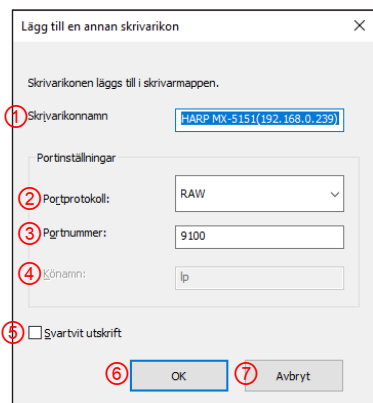 Lägg till en annan skrivarikon
Skrivarikonen läggs till i skrivarmappen.
① Skrivarikonnamn HARP MX-5151(192.168.0.239)
Portinställningar
② Portprotokoll: RAW
③ Portnummer: 9100
④ Könamn: lp
⑤ Svartvit utskrift
⑥ OK ⑦ Avbryt